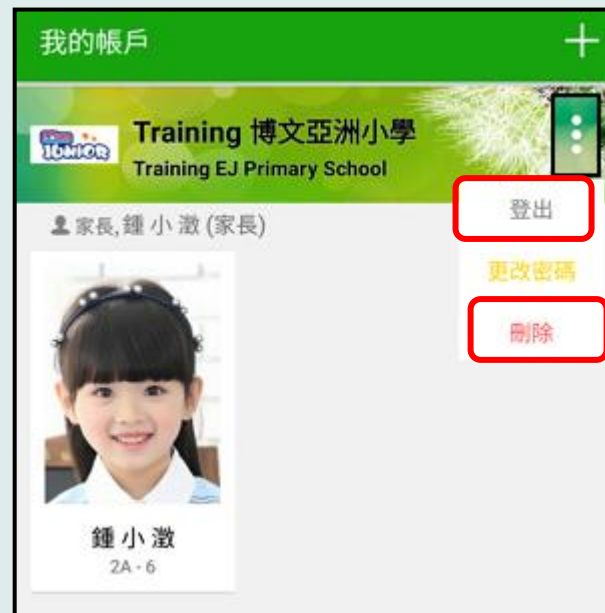 我的帳戶
JUNIOR
Training 博文亞洲小學
Training EJ Primary School
登出
家長,鍾 小 澂 (家長)
更改密碼
刪除
鍾 小 澂
2A - 6